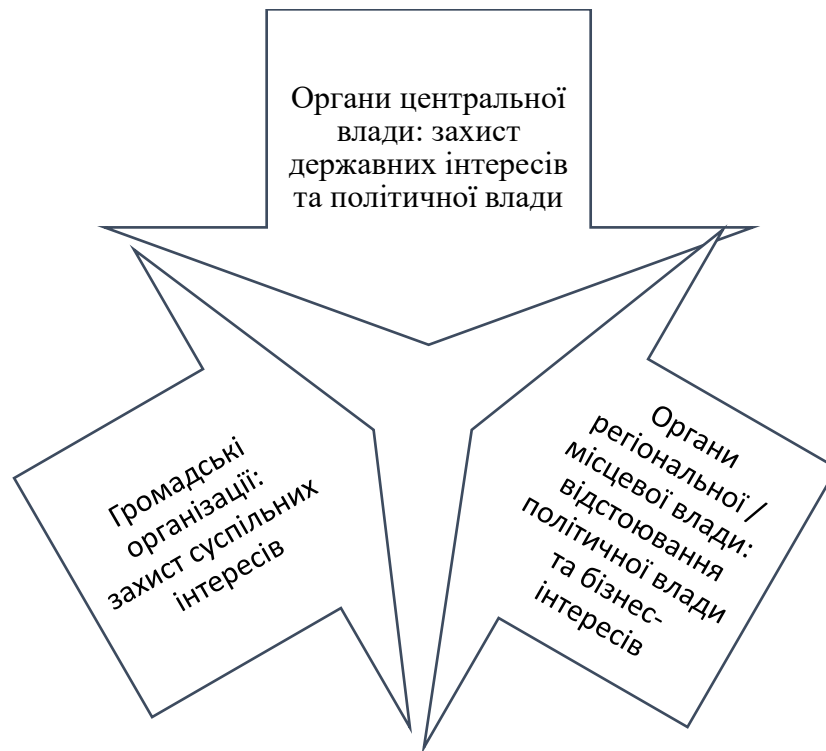 Органи центральної
влади: захист
державних інтересів
та політичної влади
Громадські
організації:
захист суспільних
інтересів
Органи
регіональної /
місцевої влади:
відстоювання
політичної влади
та бізнес-
інтересів